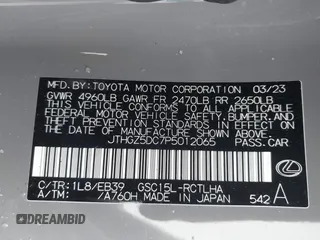 MFD.BY:TOYOTA MOTOR CORPORATION 03/23
GVWR 4960LB GAWR FR 2470LB RR 2650LB
THIS VEHICLE CONFORMS TO ALL APPLICABLE
FEDERAL MOTOR VEHICLE SAFETY, BUMPER, AND
THEFT PREVENTION STANDARDS IN EFFECT ON
THE DATE OF MANUFACTURE SHOWN ABOVE.
JTHGZ5DC7P5012065 PASS.CAR
C/TR:1L8/EB39 GSC15L-RCTLHA
A/TM: /A760H MADE IN JAPAN 542 A
DREAMBID